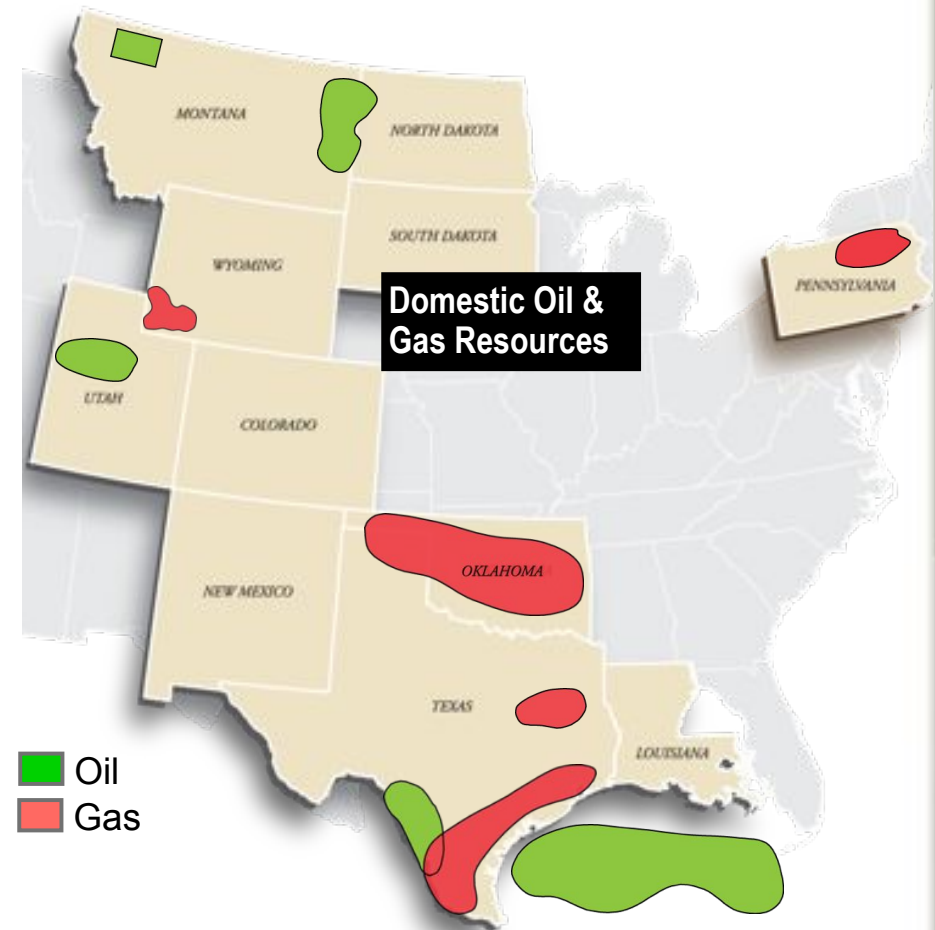 MONTANA
NORTH DAKOTA
SOUTH DAKOTA
WYOMING
PENNSYLVANIA
Domestic Oil &
Gas Resources
UTAH
COLORADO
OKLAHOMA
NEW MEXICO
TEXAS
LOUISIANA
Oil
Gas